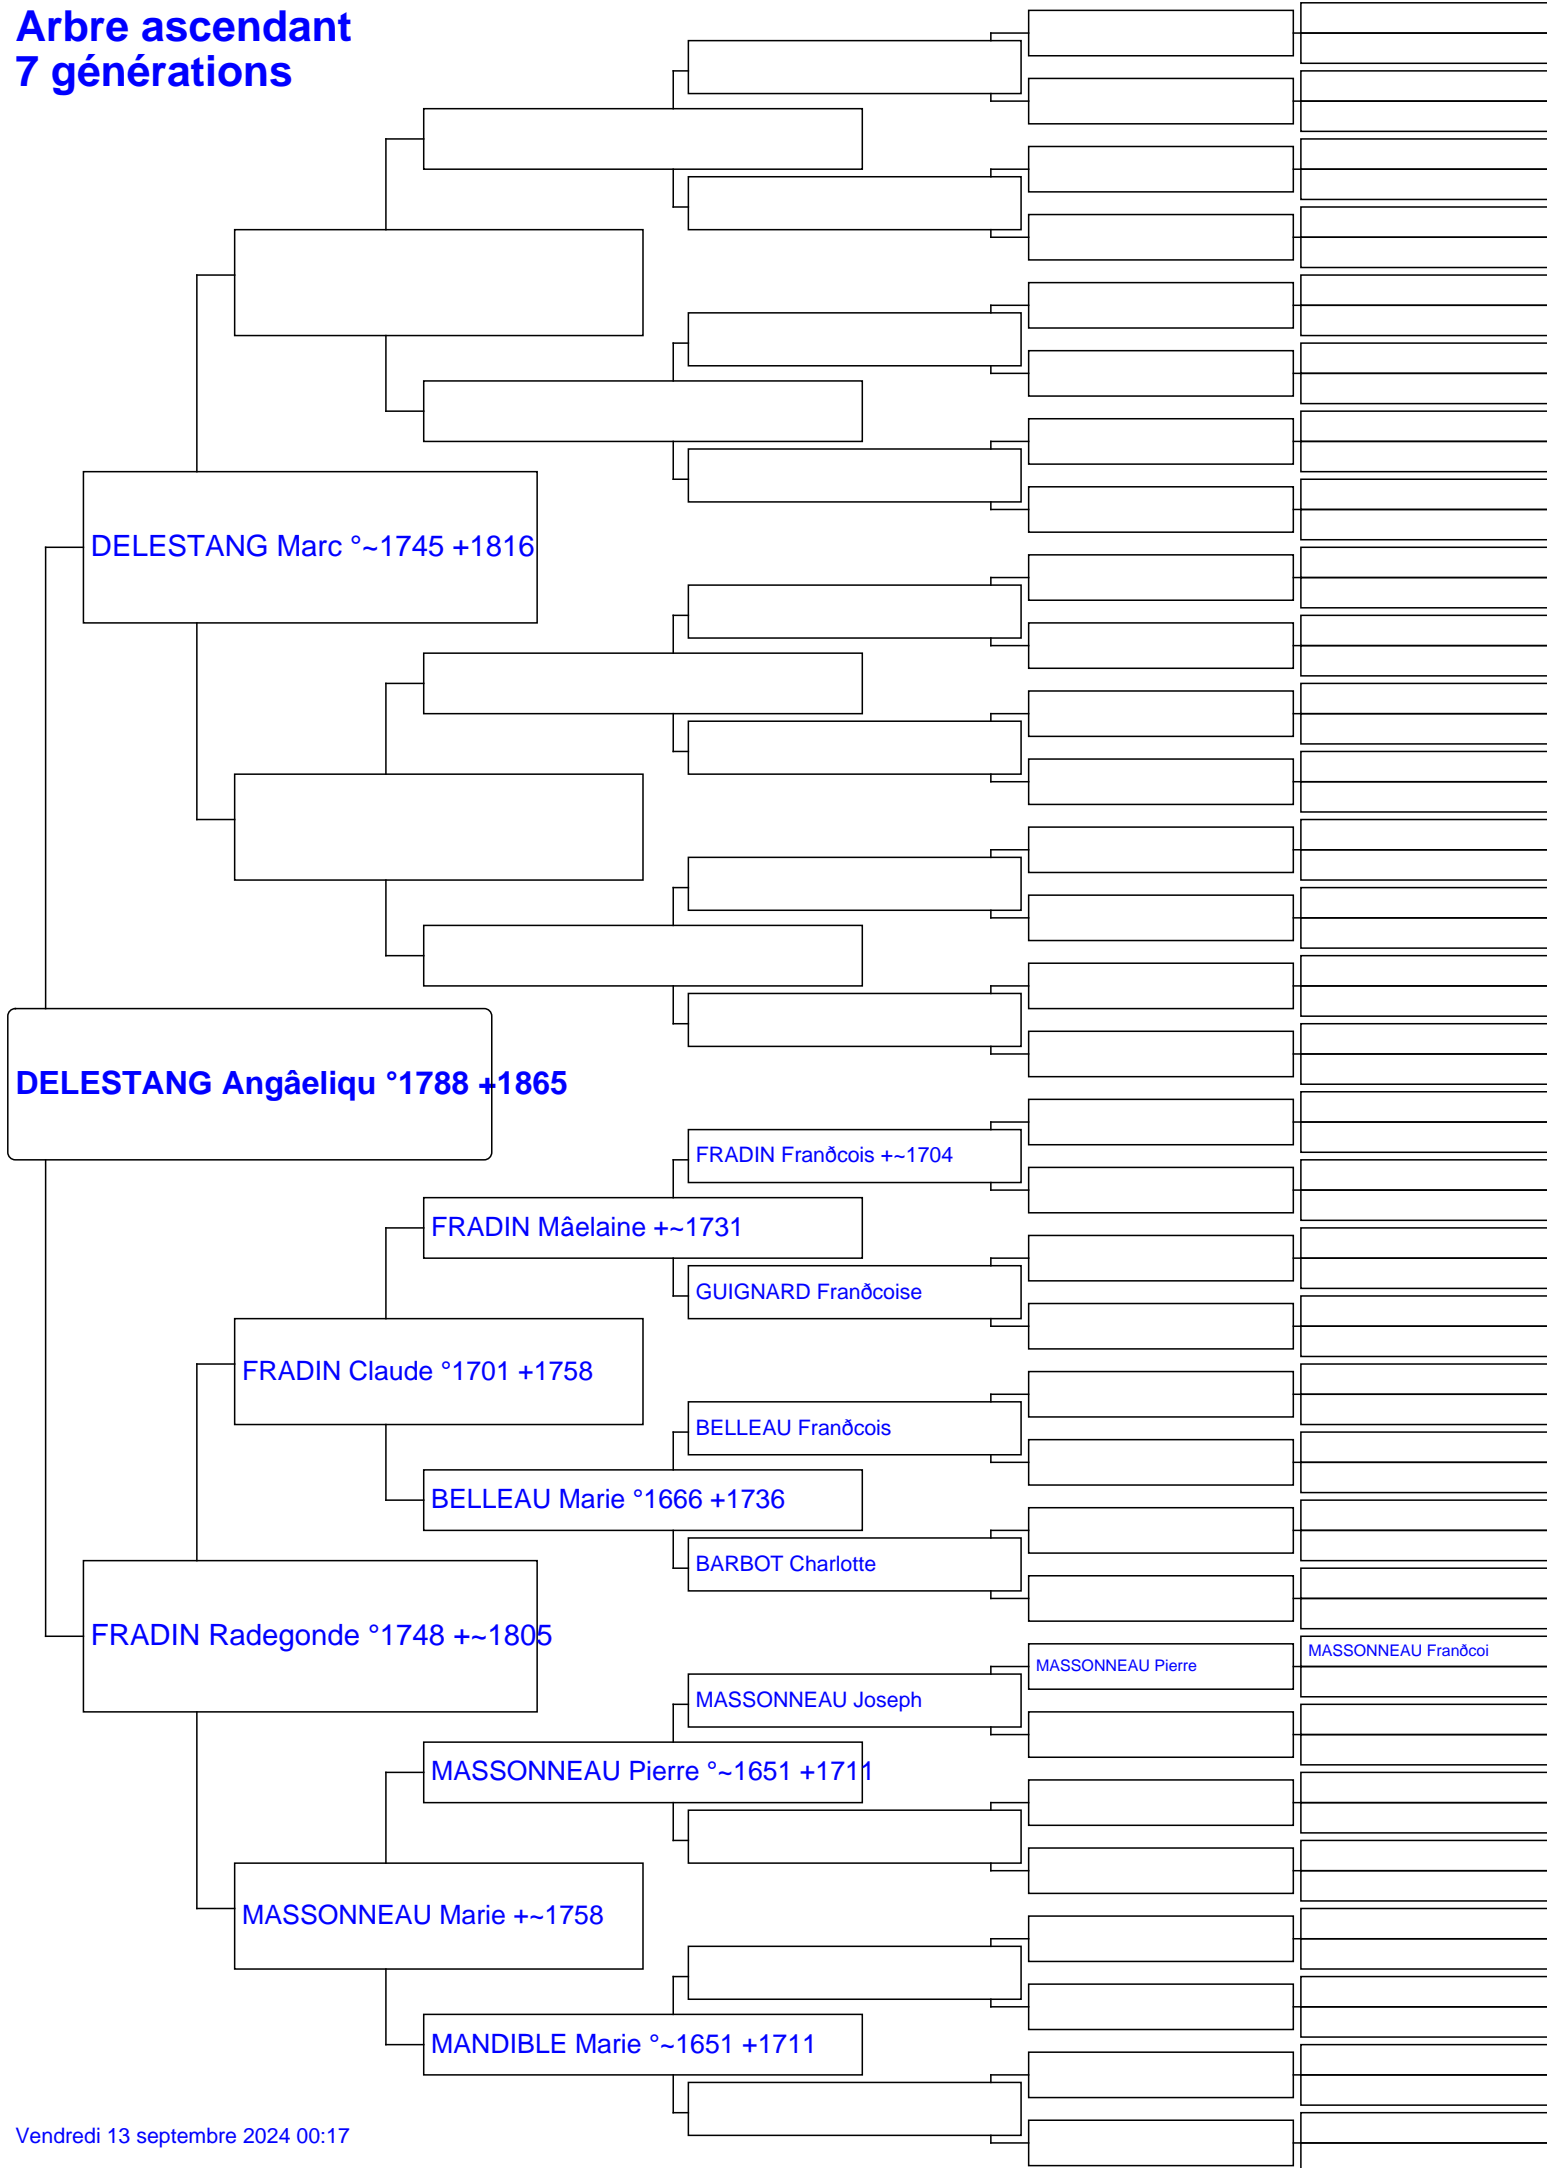 Arbre ascendant
7 générations
DELESTANG Marc °~1745 +1816
DELESTANG Angâeliqu °1788 +1865
FRADIN Franðcois +~1704
FRADIN Mâelaine +~1731
GUIGNARD Franðcoise
FRADIN Claude °1701 +1758
BELLEAU Franðcois
BELLEAU Marie °1666 +1736
BARBOT Charlotte
FRADIN Radegonde °1748 +~1805
MASSONNEAU Franðcoi
MASSONNEAU Pierre
MASSONNEAU Joseph
MASSONNEAU Pierre °~1651 +1711
MASSONNEAU Marie +~1758
MANDIBLE Marie °~1651 +1711
Vendredi 13 septembre 2024 00:17